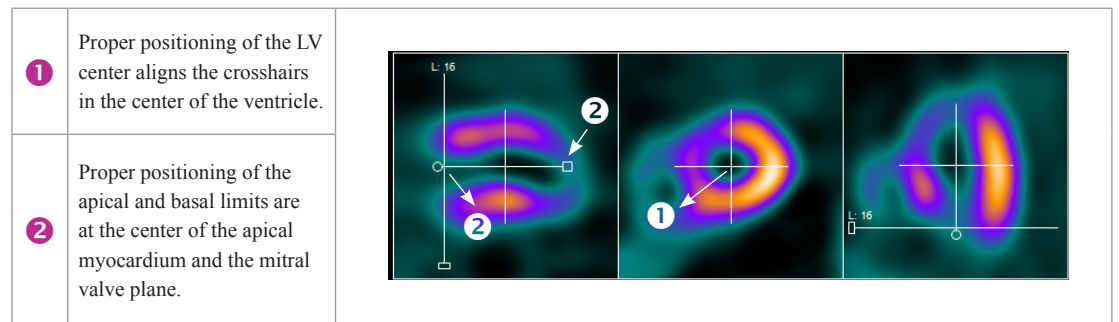 1
Proper positioning of the LV
center aligns the crosshairs
in the center of the ventricle.
2
Proper positioning of the
apical and basal limits are
at the center of the apical
myocardium and the mitral
valve plane.
L: 16
2
2
1
L: 16